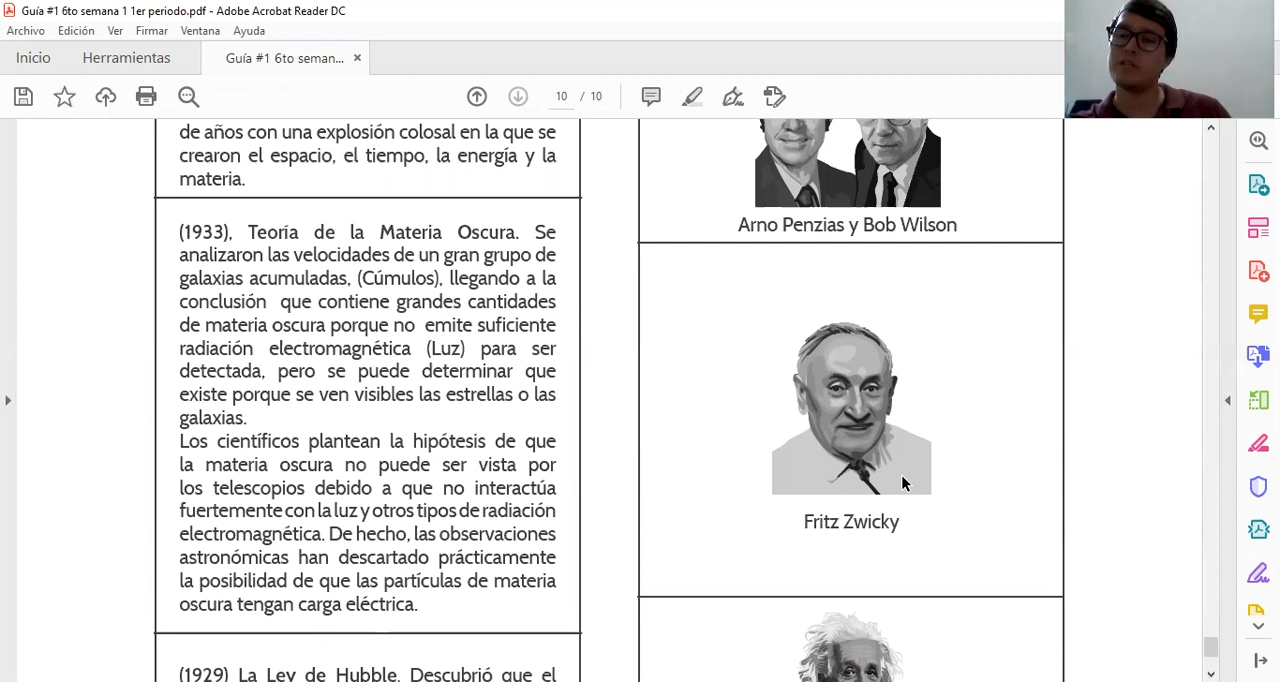 Guía #1 6to semana 1 1er periodo.pdf - Adobe Acrobat Reader DC
Archivo Edición Ver Firmar Ventana Ayuda
Inicio Herramientas Guía #1 6to seman... ×
10 / 10
de años con una explosión colosal en la que se
crearon el espacio, el tiempo, la energía y la
materia.
(1933), Teoría de la Materia Oscura. Se
analizaron las velocidades de un gran grupo de
galaxias acumuladas, (Cúmulos), llegando a la
conclusión que contiene grandes cantidades
de materia oscura porque no emite suficiente
radiación electromagnética (Luz) para ser
detectada, pero se puede determinar que
existe porque se ven visibles las estrellas o las
galaxias.
Los científicos plantean la hipótesis de que
la materia oscura no puede ser vista por
los telescopios debido a que no interactúa
fuertemente con la luz y otros tipos de radiación
electromagnética. De hecho, las observaciones
astronómicas han descartado prácticamente
la posibilidad de que las partículas de materia
oscura tengan carga eléctrica.
(1929) La Ley de Hubble. Descubrió que el
Arno Penzias y Bob Wilson
Fritz Zwicky